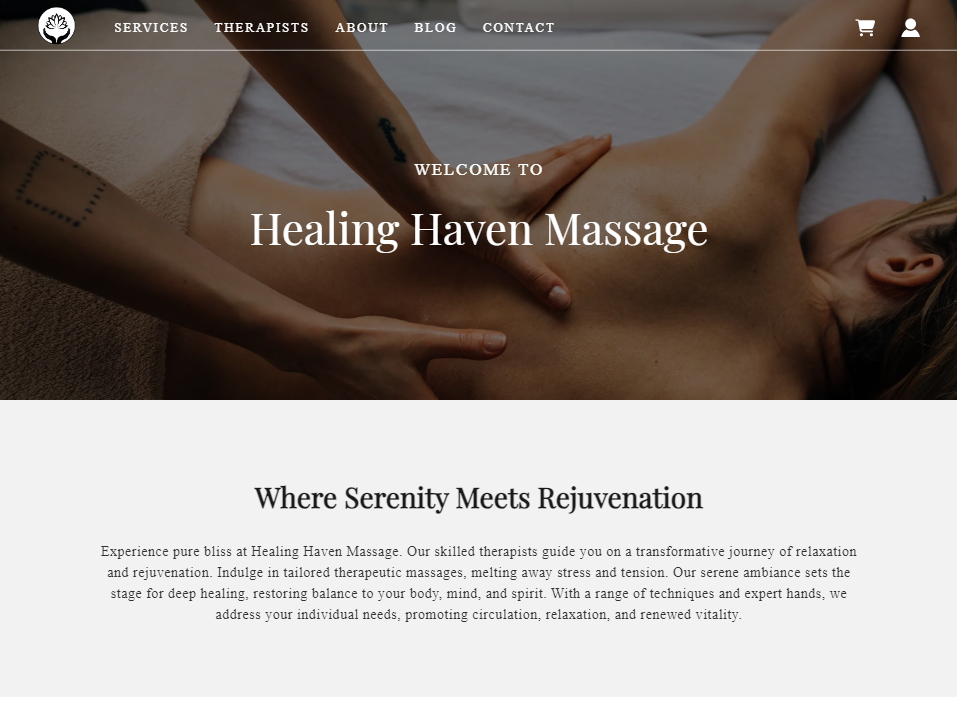 SERVICES THERAPISTS ABOUT BLOG CONTACT
WELCOME TO
Healing Haven Massage
Where Serenity Meets Rejuvenation
Experience pure bliss at Healing Haven Massage. Our skilled therapists guide you on a transformative journey of relaxation
and rejuvenation. Indulge in tailored therapeutic massages, melting away stress and tension. Our serene ambiance sets the
stage for deep healing, restoring balance to your body, mind, and spirit. With a range of techniques and expert hands, we
address your individual needs, promoting circulation, relaxation, and renewed vitality.